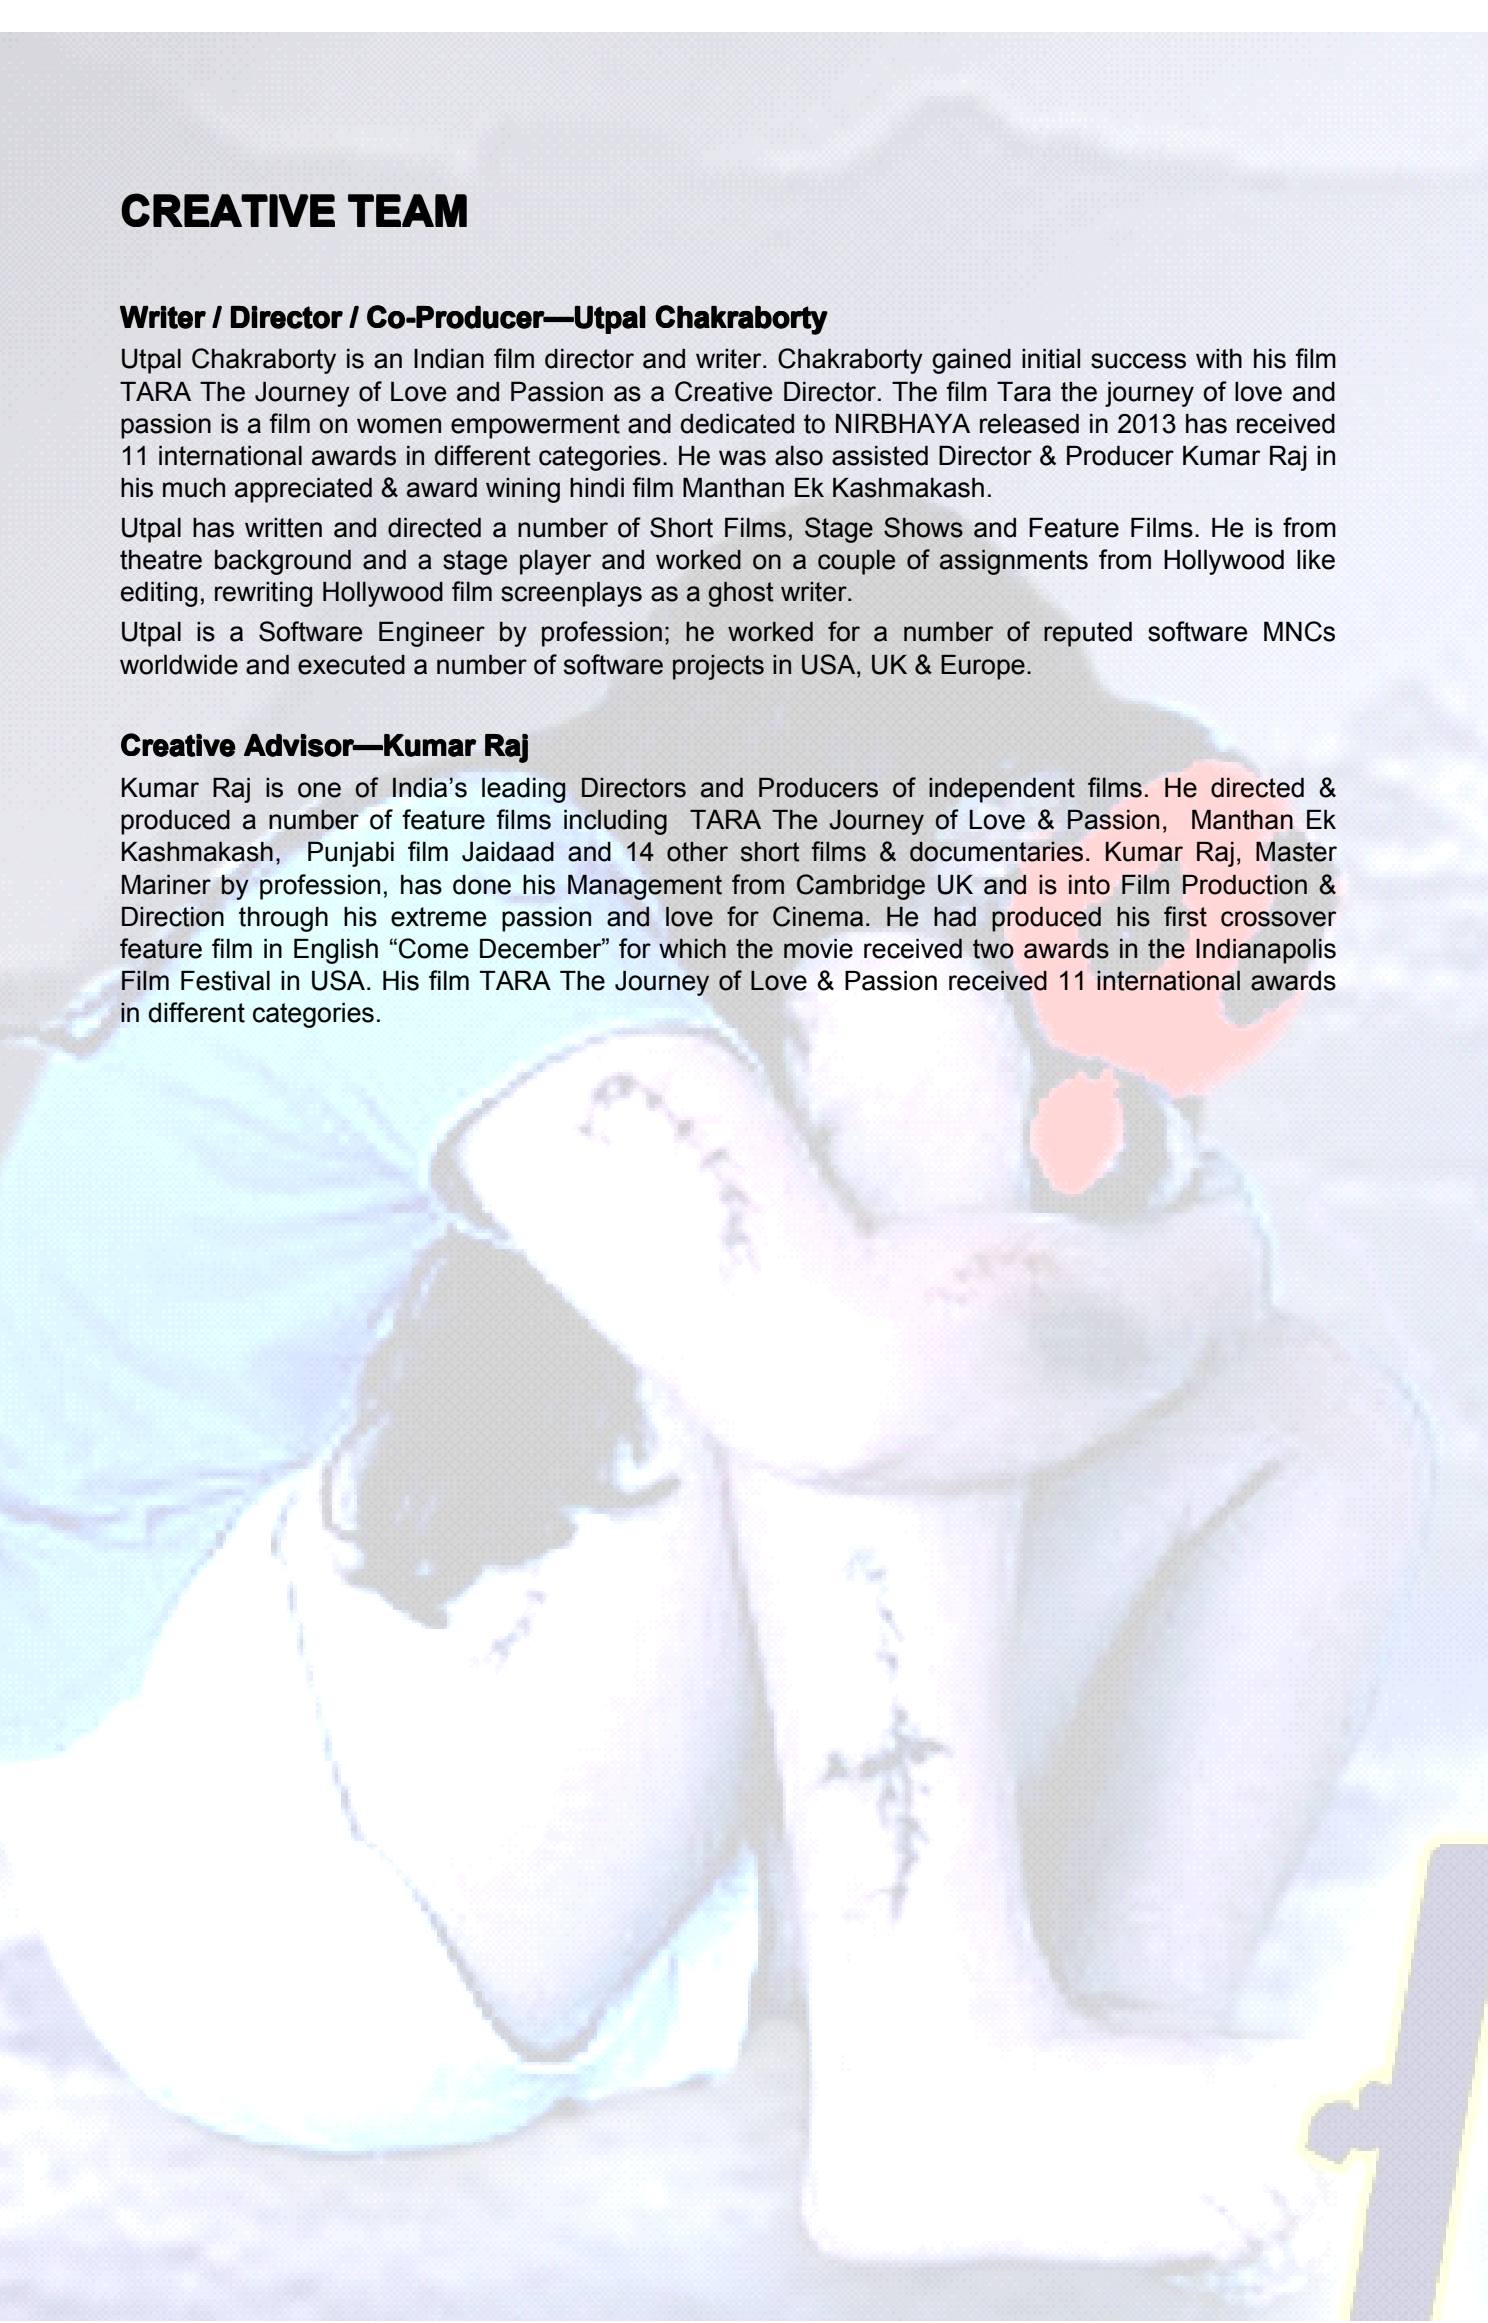 CREATIVE TEAM
Writer / Director / Co-Producer—Utpal Chakraborty
Utpal Chakraborty is an Indian film director and writer. Chakraborty gained initial success with his film
TARA The Journey of Love and Passion as a Creative Director. The film Tara the journey of love and
passion is a film on women empowerment and dedicated to NIRBHAYA released in 2013 has received
11 international awards in different categories. He was also assisted Director & Producer Kumar Raj in
his much appreciated & award wining hindi film Manthan Ek Kashmakash.
Utpal has written and directed a number of Short Films, Stage Shows and Feature Films. He is from
theatre background and a stage player and worked on a couple of assignments from Hollywood like
editing, rewriting Hollywood film screenplays as a ghost writer.
Utpal is a Software Engineer by profession; he worked for a number of reputed software MNCs
worldwide and executed a number of software projects in USA, UK & Europe.
Creative Advisor—Kumar Raj
Kumar Raj is one of India’s leading Directors and Producers of independent films. He directed &
produced a number of feature films including TARA The Journey of Love & Passion, Manthan Ek
Kashmakash, Punjabi film Jaidaad and 14 other short films & documentaries. Kumar Raj, Master
Mariner by profession, has done his Management from Cambridge UK and is into Film Production &
Direction through his extreme passion and love for Cinema. He had produced his first crossover
feature film in English “Come December” for which the movie received two awards in the Indianapolis
Film Festival in USA. His film TARA The Journey of Love & Passion received 11 international awards
in different categories.